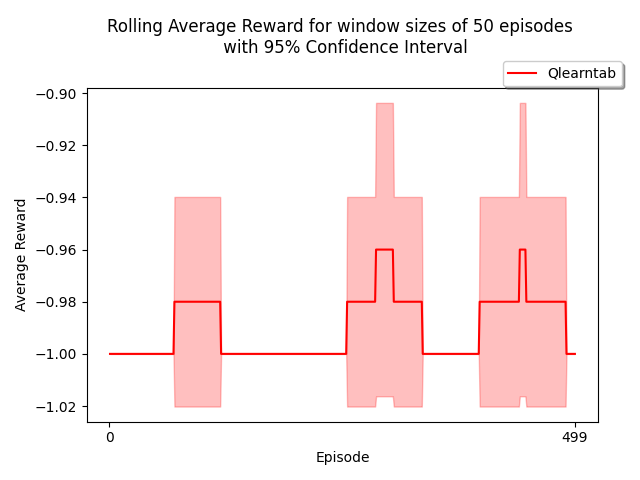 Rolling Average Reward for window sizes of 50 episodes
with 95% Confidence Interval
Qlearntab
−0.90
−0.92
−0.94
−0.96
−0.98
−1.00
−1.02
Average Reward
0
499
Episode